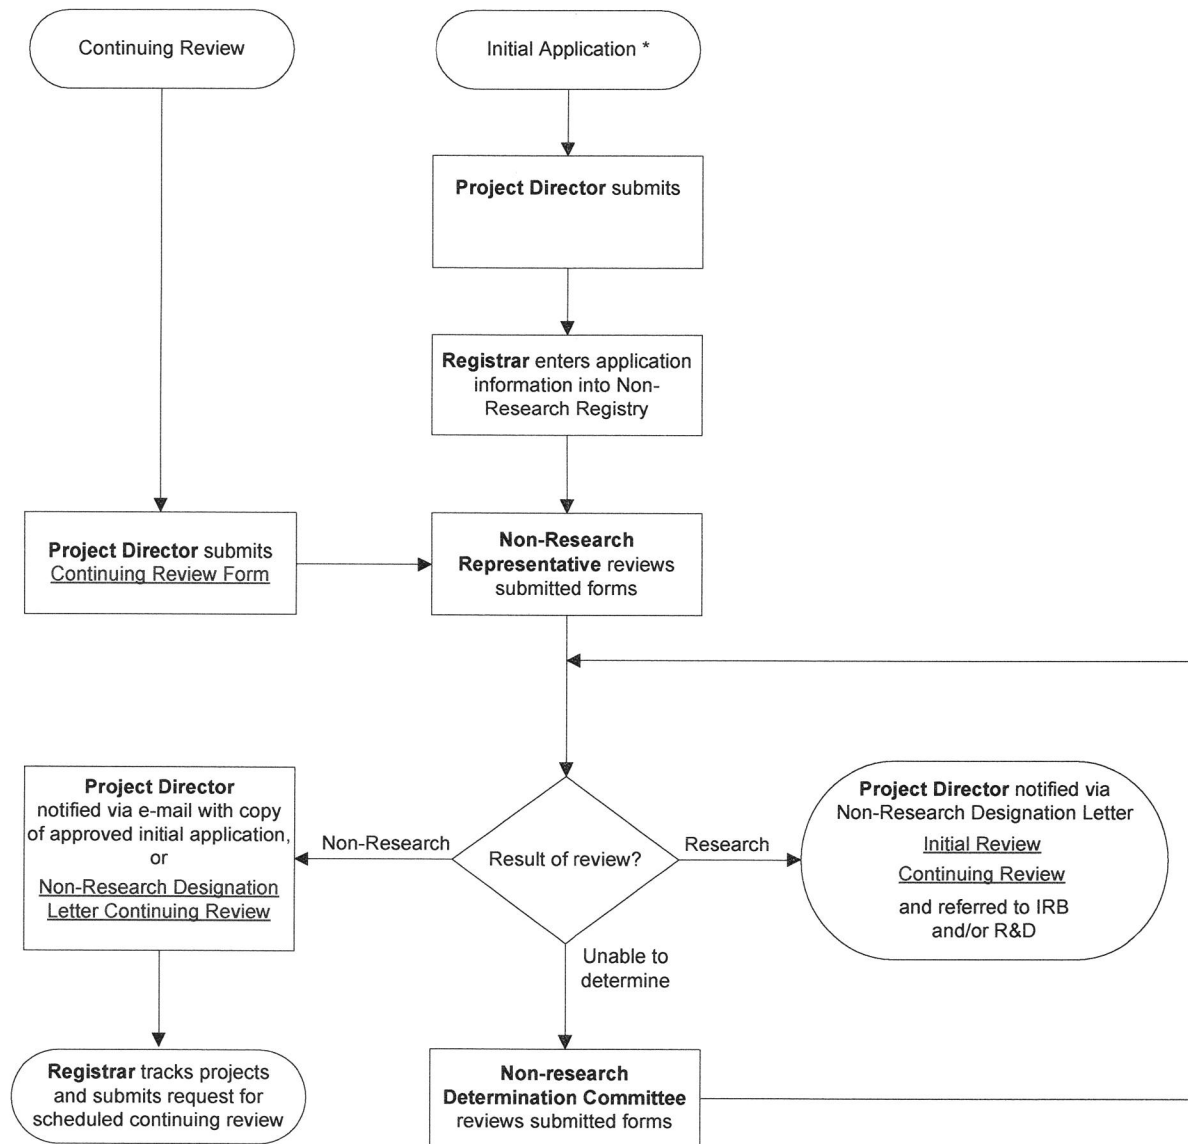 Continuing Review
Initial Application *
Project Director submits
Registrar enters application
information into Non-
Research Registry
Project Director submits
Continuing Review Form
Non-Research
Representative reviews
submitted forms
Project Director
notified via e-mail with copy
of approved initial application,
or
Non-Research Designation
Letter Continuing Review
Non-Research
Result of review?
Research
Project Director notified via
Non-Research Designation Letter
Initial Review
Continuing Review
and referred to IRB
and/or R&D
Unable to
determine
Registrar tracks projects
and submits request for
scheduled continuing review
Non-research
Determination Committee
reviews submitted forms